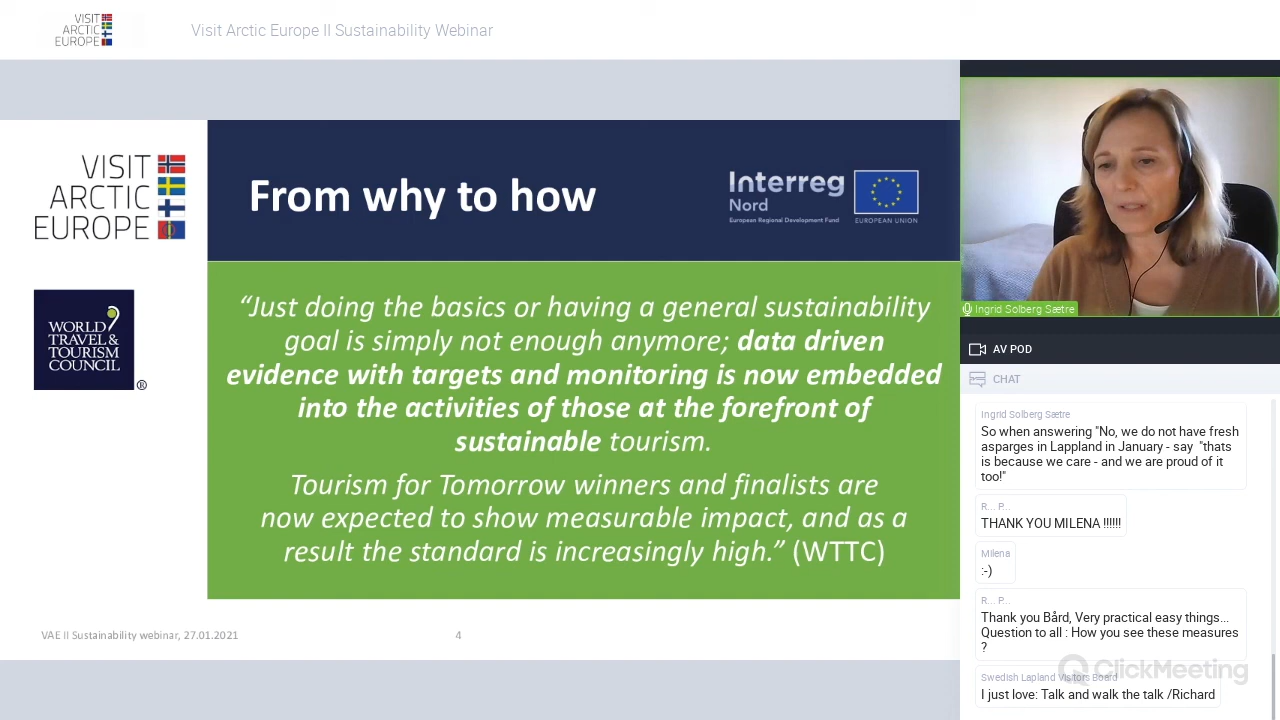 VISIT
ARCTIC
EUROPE
Visit Arctic Europe II Sustainability Webinar
VISIT
ARCTIC
EUROPE
From why to how
Interreg
Nord
European Regional Development Fund
EUROPEAN UNION
WORLD
TRAVEL &
TOURISM
COUNCIL
®
“Just doing the basics or having a general sustainability
goal is simply not enough anymore; data driven
evidence with targets and monitoring is now embedded
into the activities of those at the forefront of
sustainable tourism.
Tourism for Tomorrow winners and finalists are
now expected to show measurable impact, and as a
result the standard is increasingly high.” (WTTC)
VAE II Sustainability webinar, 27.01.2021
4
Ingrid Solberg Sætre
AV POD
CHAT
Ingrid Solberg Sætre
So when answering "No, we do not have fresh
asparges in Lappland in January - say "thats
is because we care - and we are proud of it
too!"
R... P...
THANK YOU MILENA !!!!!!
Milena
:-)
R... P...
Thank you Bård, Very practical easy things...
Question to all : How you see these measures
?
Swedish Lapland Visitors Board
I just love: Talk and walk the talk /Richard
ClickMeeting